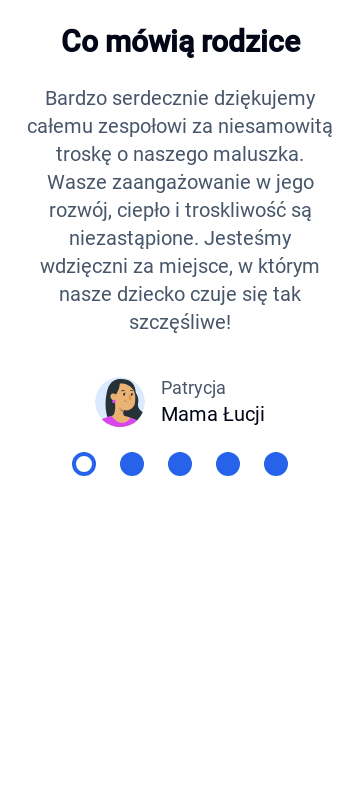 Co mówią rodzice
Bardzo serdecznie dziękujemy
całemu zespołowi za niesamowitą
troskę o naszego maluszka.
Wasze zaangażowanie w jego
rozwój, ciepło i troskliwość są
niezastąpione. Jesteśmy
wdzięczni za miejsce, w którym
nasze dziecko czuje się tak
szczęśliwe!
Patrycja
Mama Łucji